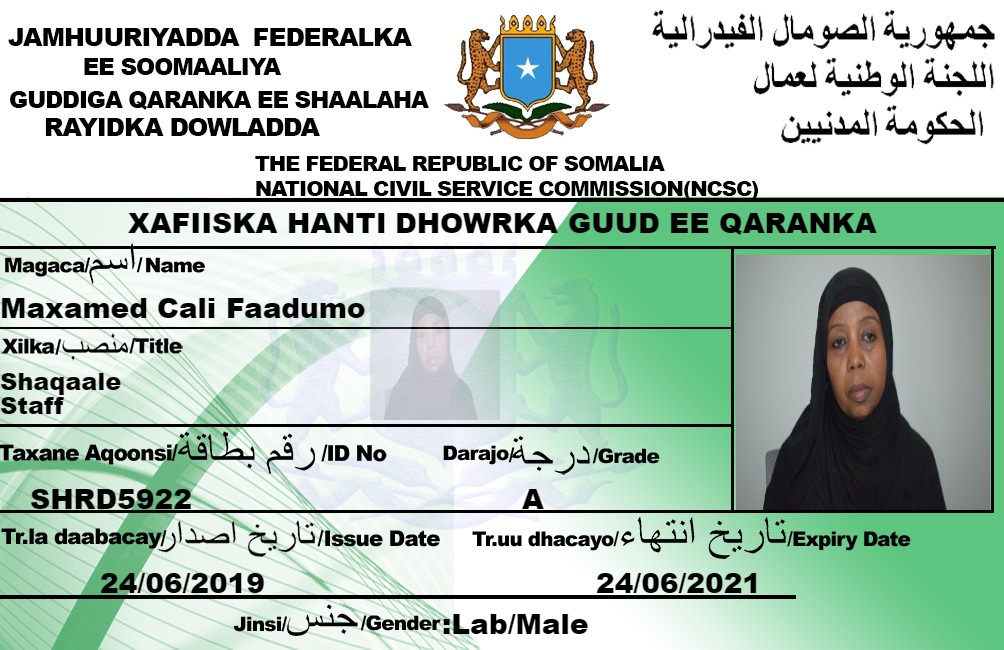 JAMHUURIYADDA FEDERALKA
EE SOOMAALIYA
GUDDIGA QARANKA EE SHAALAHA
RAYIDKA DOWLADDA
جمهورية الصومال الفيدرالية
اللجنة الوطنية لعمال
الحكومة المدنيين
THE FEDERAL REPUBLIC OF SOMALIA
NATIONAL CIVIL SERVICE COMMISSION(NCSC)
XAFIISKA HANTI DHOWRKA GUUD EE QARANKA
Magaca/اسم/Name
Maxamed Cali Faadumo
Xilka/منصب/Title
Shaqaale
Staff
Taxane Aqoonsi/رقم بطاقة/ID No
SHRD5922
Darajo/درجة/Grade
A
Tr.la daabacay/تاريخ اصدار/Issue Date
24/06/2019
Tr.uu dhacayo/تاريخ انتهاء/Expiry Date
24/06/2021
Jinsi/جنس/Gender:Lab/Male